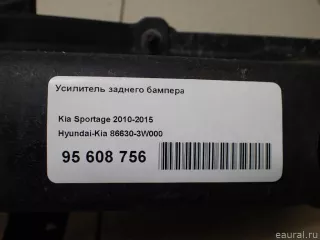 Усилитель заднего бампера
Kia Sportage 2010-2015
Hyundai-Kia 86630-3W000
95 608 756
eaural.ru©